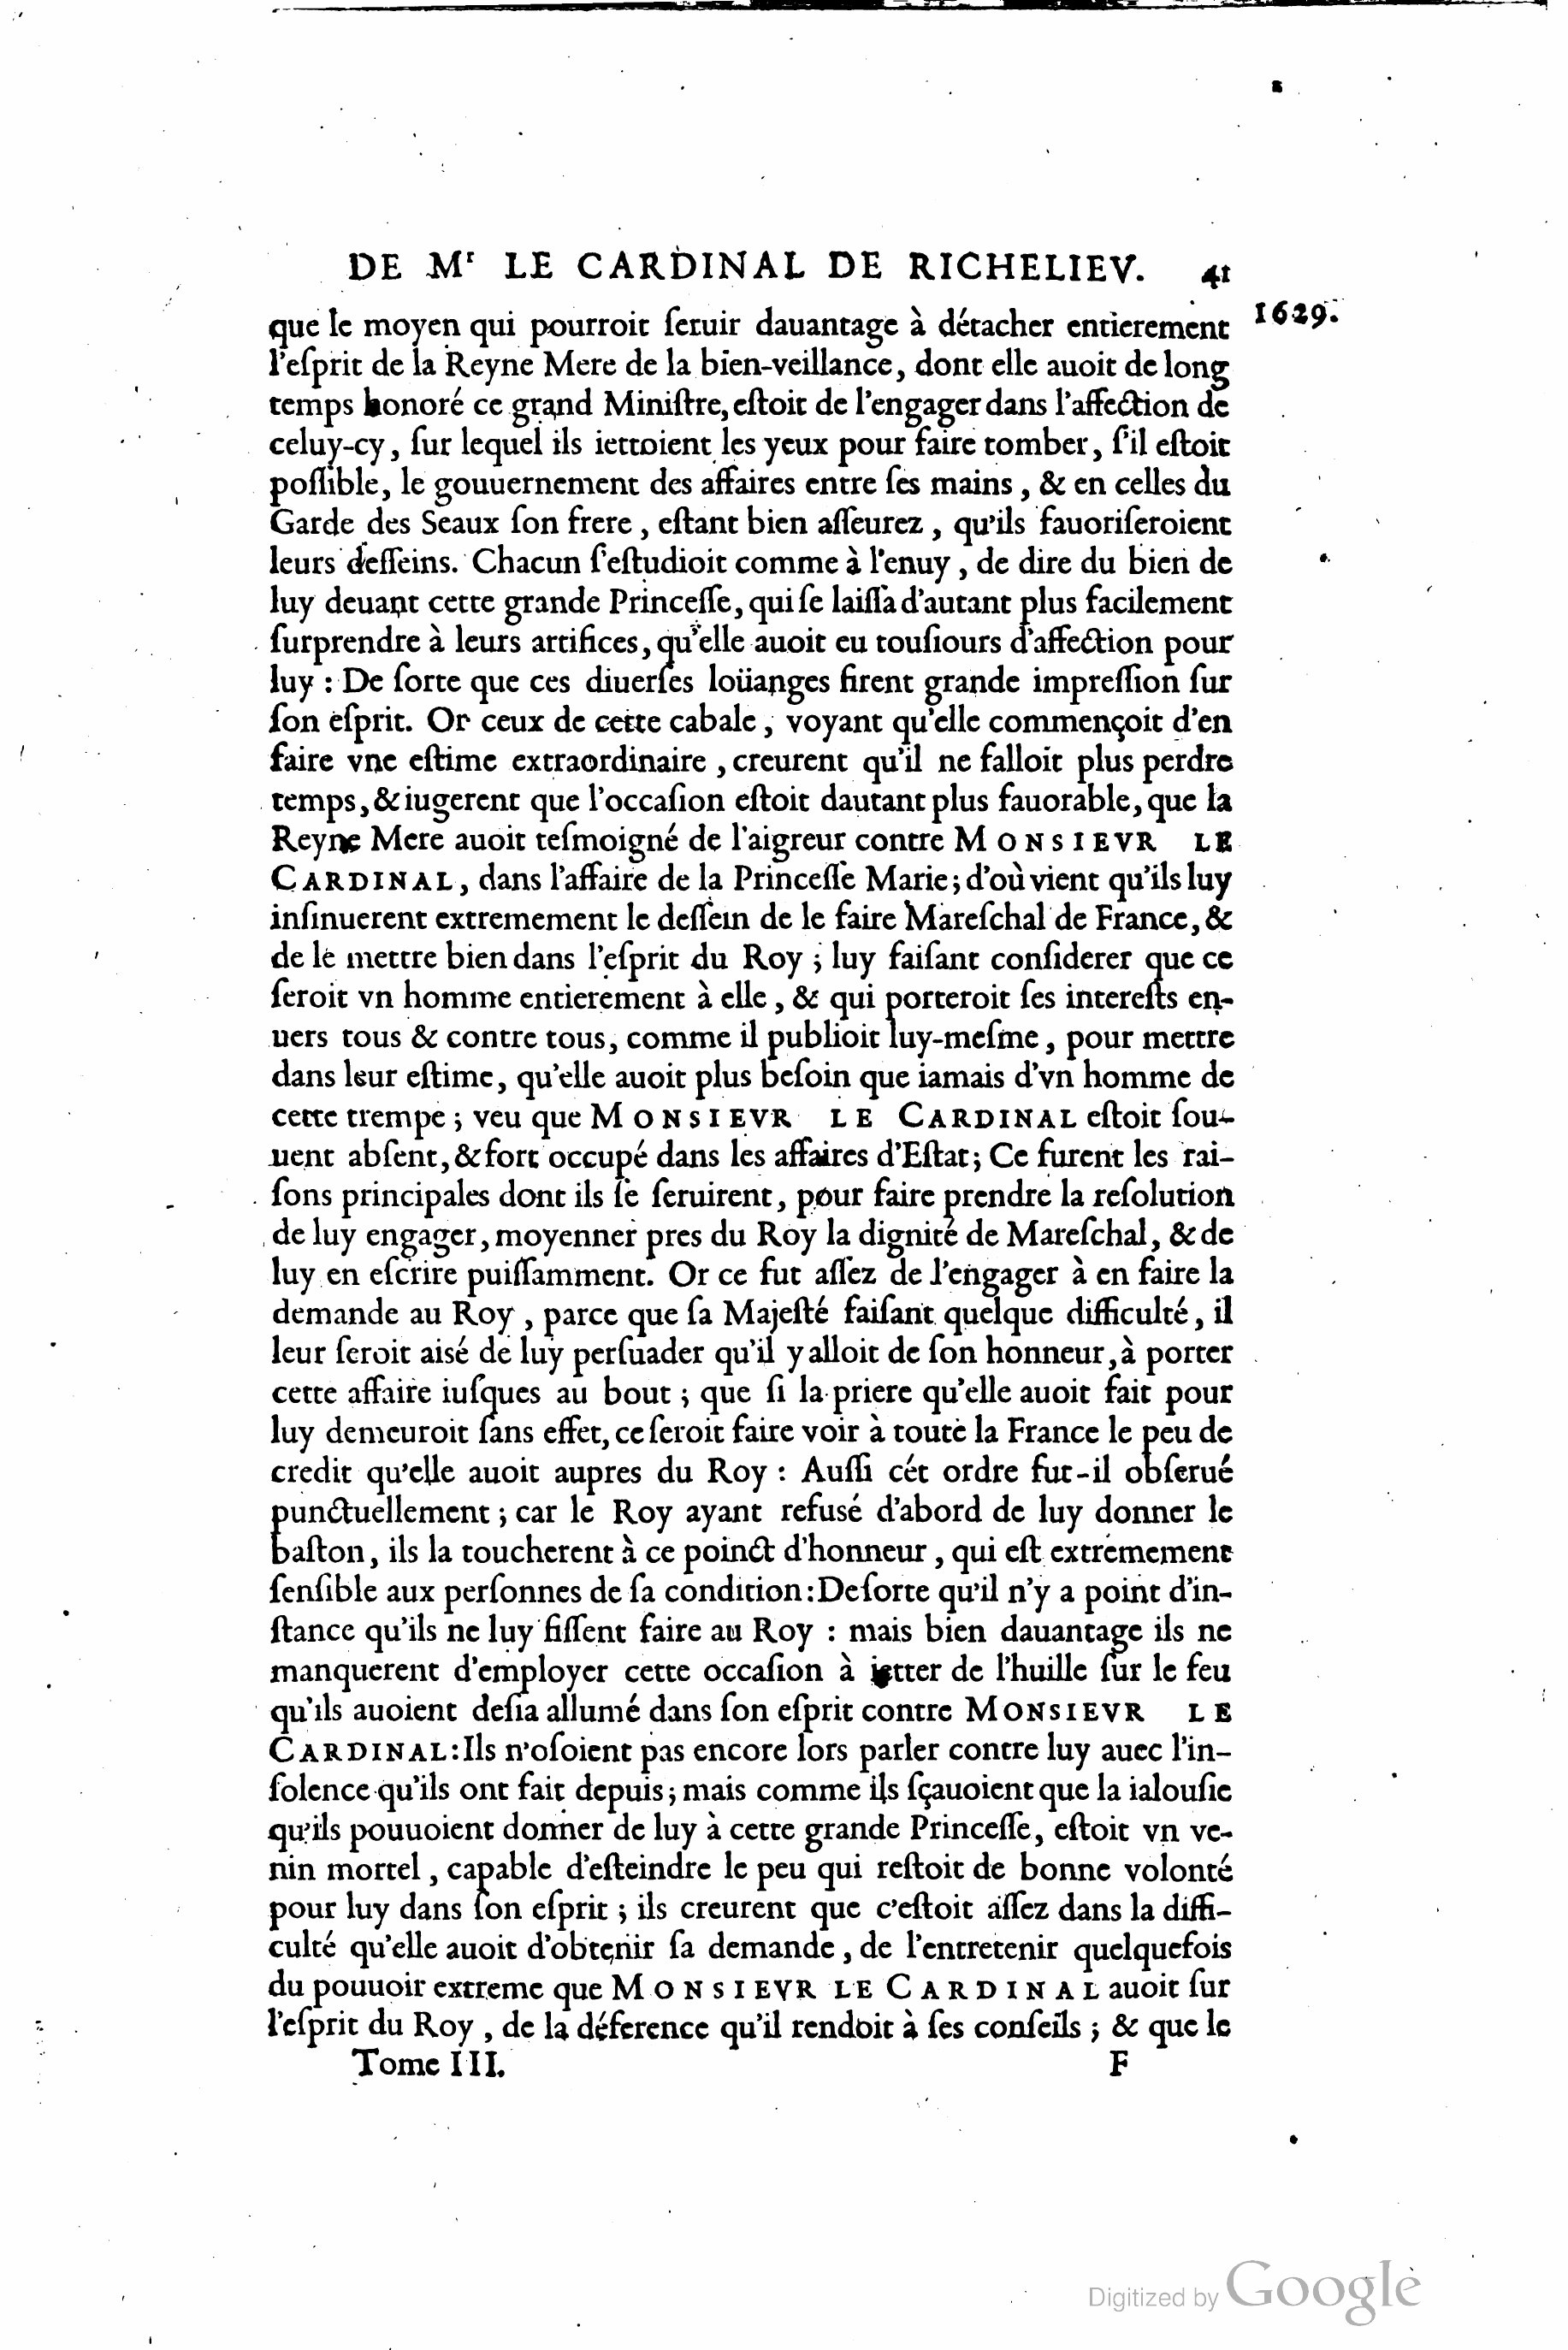 DE Mʳ LE CARDINAL DE RICHELIEV. 41
1629.
que le moyen qui pourroit ſeruir dauantage à détacher entierement
l'eſprit de la Reyne Mere de la bien-veillance, dont elle auoit de long
temps honoré ce grand Miniſtre, eſtoit de l'engager dans l'affection de
celuy-cy, ſur lequel ils iettoient les yeux pour faire tomber, ſ'il eſtoit
poſſible, le gouuernement des affaires entre ſes mains, & en celles du
Garde des Seaux ſon frere, eſtant bien aſſeurez, qu'ils fauoriſeroient
leurs deſſeins. Chacun ſ'eſtudioit comme à l'enuy, de dire du bien de
luy deuant cette grande Princeſſe, qui ſe laiſſa d'autant plus facilement
ſurprendre à leurs artifices, qu'elle auoit eu touſiours d'affection pour
luy : De ſorte que ces diuerſes loüanges firent grande impreſſion ſur
ſon eſprit. Or ceux de cette cabale, voyant qu'elle commençoit d'en
faire vne eſtime extraordinaire, creurent qu'il ne falloit plus perdre
temps, & iugerent que l'occaſion eſtoit dautant plus fauorable, que la
Reyne Mere auoit teſmoigné de l'aigreur contre MONSIEVR LE
CARDINAL, dans l'affaire de la Princeſſe Marie; d'où vient qu'ils luy
inſinuerent extremement le deſſein de le faire Mareſchal de France, &
de le mettre bien dans l'eſprit du Roy ; luy faiſant conſiderer que ce
ſeroit vn homme entierement à elle, & qui porteroit ſes intereſts en-
uers tous & contre tous, comme il publioit luy-meſme, pour mettre
dans leur eſtime, qu'elle auoit plus beſoin que iamais d'vn homme de
cette trempe ; veu que MONSIEVR LE CARDINAL eſtoit ſou-
uent abſent, & fort occupé dans les affaires d'Eſtat; Ce furent les rai-
ſons principales dont ils ſe ſeruirent, pour faire prendre la reſolution
de luy engager, moyenner pres du Roy la dignité de Mareſchal, & de
luy en eſcrire puiſſamment. Or ce fut aſſez de l'engager à en faire la
demande au Roy, parce que ſa Majeſté faiſant quelque difficulté, il
leur ſeroit aisé de luy perſuader qu'il y alloit de ſon honneur, à porter
cette affaire iuſques au bout ; que ſi la priere qu'elle auoit fait pour
luy demeuroit ſans effet, ce ſeroit faire voir à toute la France le peu de
credit qu'elle auoit aupres du Roy : Auſſi cét ordre fut-il obſerué
punctuellement ; car le Roy ayant refusé d'abord de luy donner le
baſton, ils la toucherent à ce poinct d'honneur, qui eſt extremement
ſenſible aux perſonnes de ſa condition: De ſorte qu'il n'y a point d'in-
ſtance qu'ils ne luy fiſſent faire au Roy : mais bien dauantage ils ne
manquerent d'employer cette occaſion à ietter de l'huille ſur le feu
qu'ils auoient deſia allumé dans ſon eſprit contre MONSIEVR LE
CARDINAL: Ils n'oſoient pas encore lors parler contre luy auec l'in-
ſolence qu'ils ont fait depuis; mais comme ils ſçauoient que la ialouſie
qu'ils pouuoient donner de luy à cette grande Princeſſe, eſtoit vn ve-
nin mortel, capable d'eſteindre le peu qui reſtoit de bonne volonté
pour luy dans ſon eſprit ; ils creurent que c'eſtoit aſſez dans la diffi-
culté qu'elle auoit d'obtenir ſa demande, de l'entretenir quelquefois
du pouuoir extreme que MONSIEVR LE CARDINAL auoit ſur
l'eſprit du Roy, de la déference qu'il rendoit à ſes conſeils ; & que le
Tome III. F
Digitized by Google